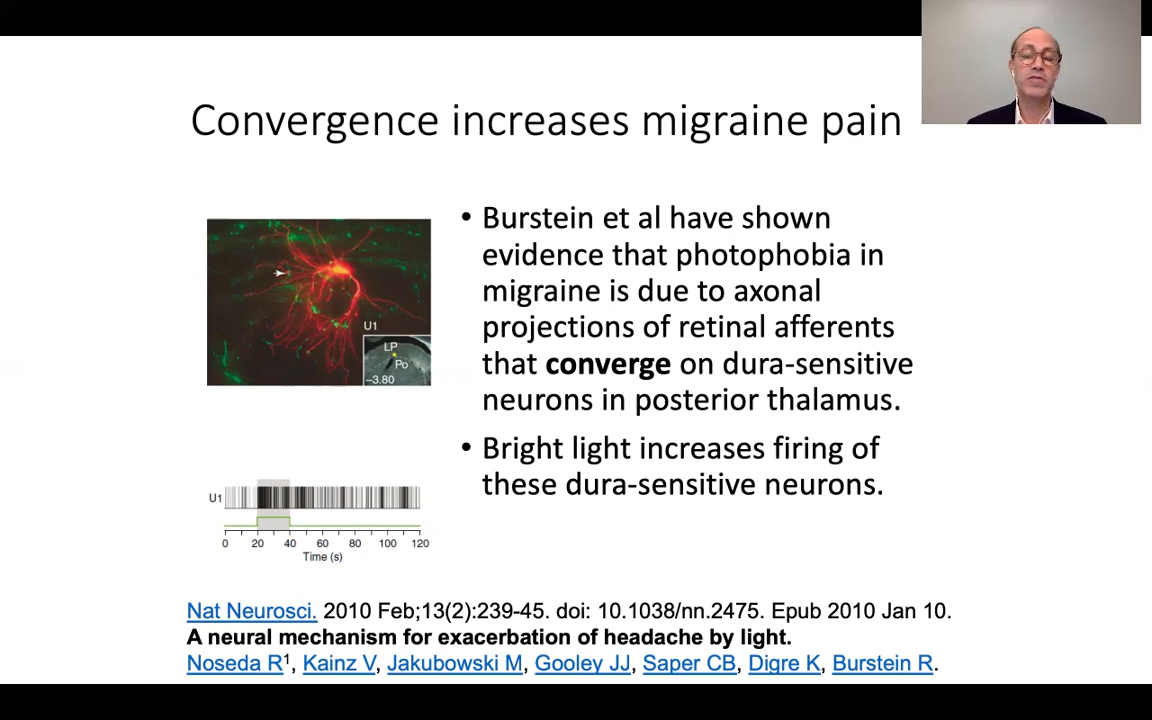 Convergence increases migraine pain
• Burstein et al have shown
evidence that photophobia in
migraine is due to axonal
projections of retinal afferents
that converge on dura-sensitive
neurons in posterior thalamus.
• Bright light increases firing of
these dura-sensitive neurons.
U1
LP
Po
–3.80
U1
0 20 40 60 80 100 120
Time (s)
Nat Neurosci. 2010 Feb;13(2):239-45. doi: 10.1038/nn.2475. Epub 2010 Jan 10.
A neural mechanism for exacerbation of headache by light.
Noseda R1, Kainz V, Jakubowski M, Gooley JJ, Saper CB, Digre K, Burstein R.